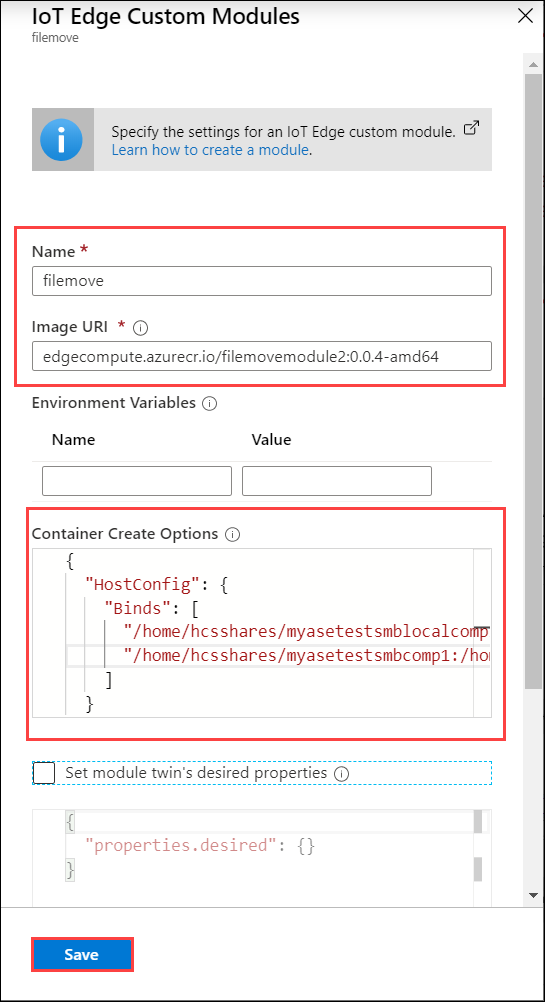 IoT Edge Custom Modules
filemove
Specify the settings for an IoT Edge custom module.
Learn how to create a module.
Name *
filemove
Image URI *
edgecompute.azurecr.io/filemovemodule2:0.0.4-amd64
Environment Variables
Name Value
Container Create Options
{
"HostConfig": {
"Binds": [
"/home/hcsshares/myasetestsmblocalcomp
"/home/hcsshares/myasetestsmbcomp1:/hom
]
}
Set module twin's desired properties
{
"properties.desired": {}
}
Save